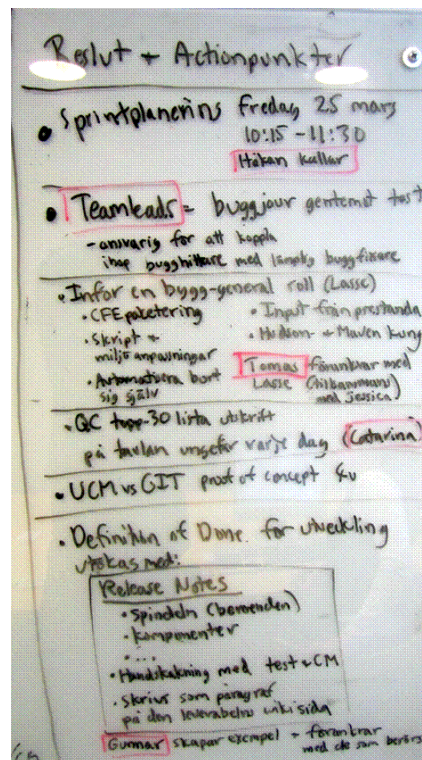 Beslut + Actionpunkter
• Sprintplanering fredag 25 mars
10:15 - 11:30
Håkan kallar
• Teamleads = buggjour gentemot test
- ansvarig för att koppla
ihop bugghittare med lämplig buggfixare
• Inför en bygg-general roll (Lasse)
• CFE paketering
• Skript +
miljöanpassningar
• Automatisera bort
sig själv
• Input från prestanda
• Hudson- & Maven kung
Tomas förankrar med
Lasse (tillsammans
med Jessica)
• QC topp-30 lista utskrift
på tavlan ungefär varje dag (Catarina)
• UCM vs GIT proof of concept
• Definition of Done för utveckling
utökas med:
Release Notes
• Spindeln (beroenden)
• Komponenter
• ...
• Handskakning med test & CM
• Skrivs som paragraf
på den leverabelns wikisida
Gunnar skapar exempel + förankrar
med de som berörs